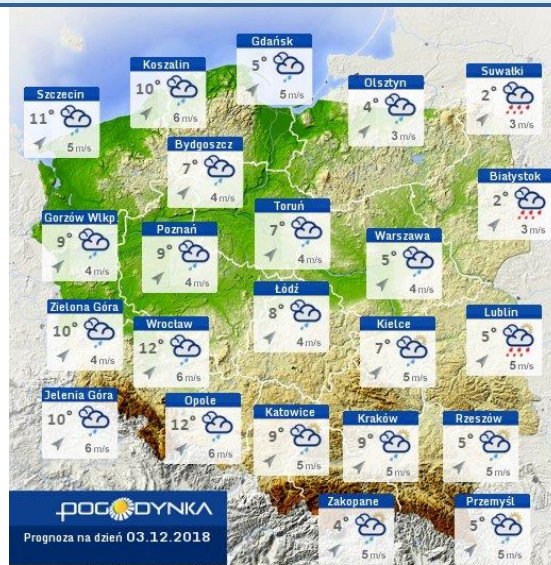 Gdańsk
5°
5 m/s
Koszalin
10°
6 m/s
Suwałki
2°
3 m/s
Olsztyn
4°
3 m/s
Szczecin
11°
5 m/s
Bydgoszcz
7°
4 m/s
Białystok
2°
3 m/s
Toruń
7°
4 m/s
Gorzów Wlkp
9°
4 m/s
Poznań
9°
4 m/s
Warszawa
5°
4 m/s
Łódź
8°
4 m/s
Zielona Góra
10°
4 m/s
Wrocław
12°
6 m/s
Kielce
7°
5 m/s
Lublin
5°
5 m/s
Jelenia Góra
10°
6 m/s
Opole
12°
6 m/s
Katowice
9°
5 m/s
Kraków
9°
5 m/s
Rzeszów
5°
5 m/s
Zakopane
4°
5 m/s
Przemyśl
5°
5 m/s
POGODYNKA
Prognoza na dzień 03.12.2018